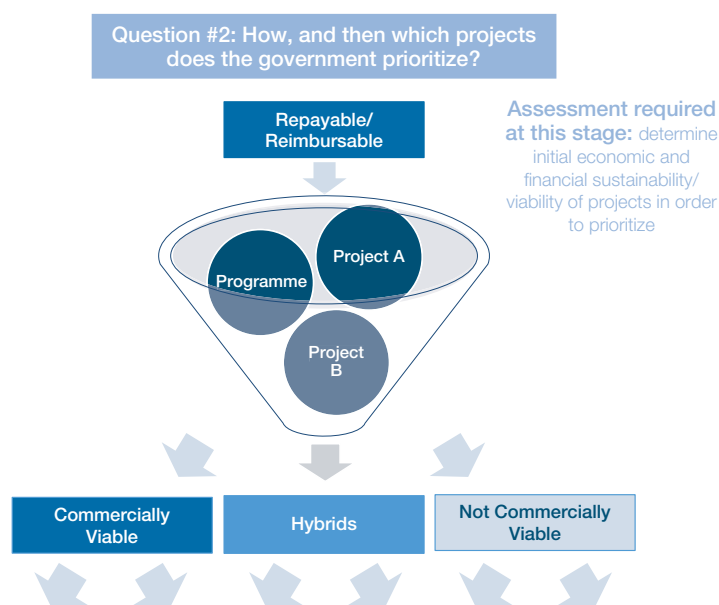 Question #2: How, and then which projects
does the government prioritize?
Repayable/
Reimbursable
Assessment required
at this stage: determine
initial economic and
financial sustainability/
viability of projects in order
to prioritize
Project A
Programme
Project
B
Commercially
Viable
Hybrids
Not Commercially
Viable